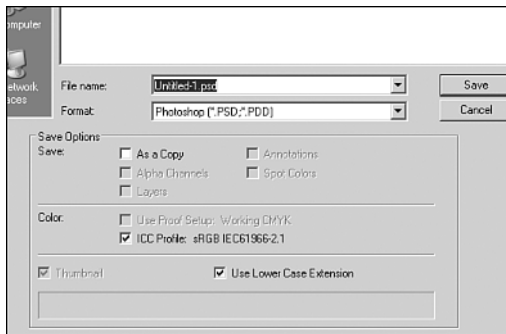 omputer
etwork
aces
File name: Untitled-1.psd Save
Format: Photoshop (*.PSD;*.PDD) Cancel
Save Options
Save: As a Copy Annotations
Alpha Channels Spot Colors
Layers
Color: Use Proof Setup: Working CMYK
ICC Profile: sRGB IEC61966-2.1
Thumbnail Use Lower Case Extension